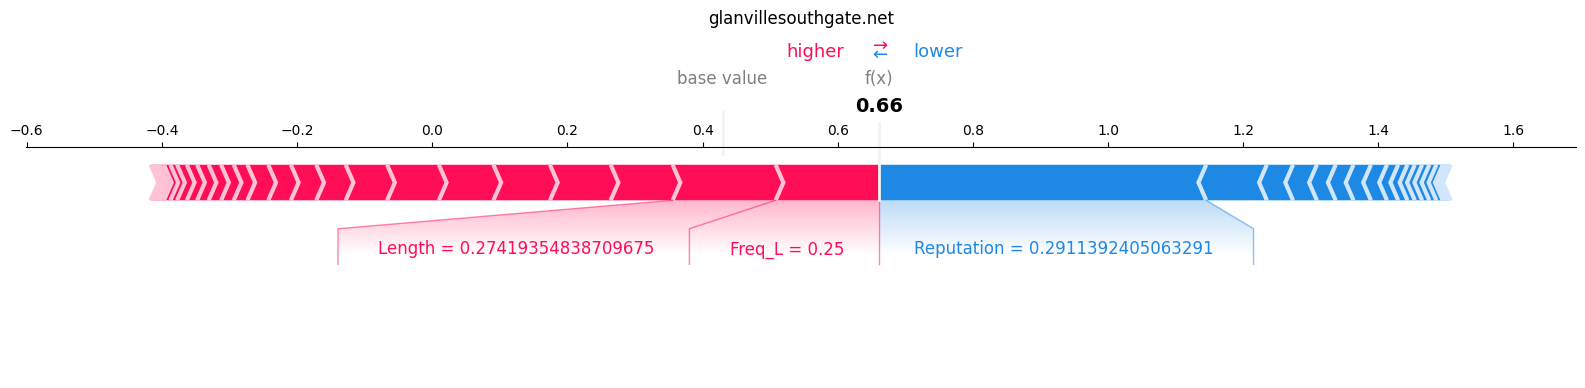 glanvillesouthgate.net
higher ⇄ lower
base value f(x)
0.66
−0.6 −0.4 −0.2 0.0 0.2 0.4 0.6 0.8 1.0 1.2 1.4 1.6
Length = 0.27419354838709675 Freq_L = 0.25 Reputation = 0.2911392405063291